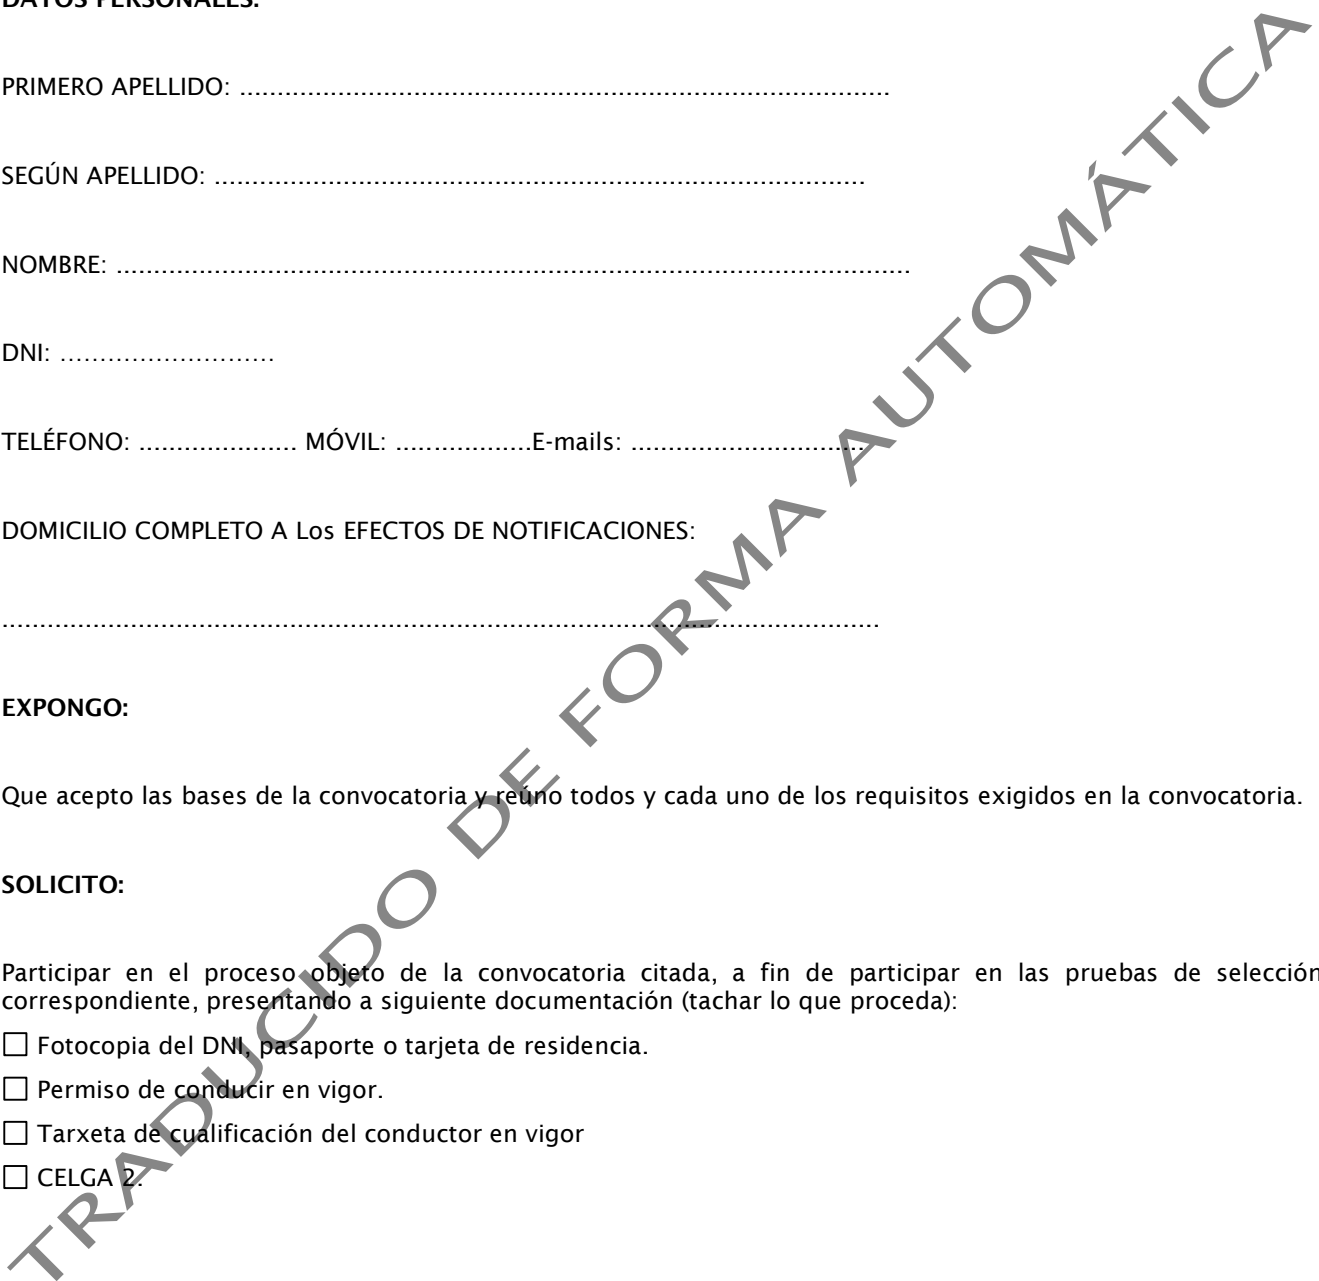 DATOS PERSONALES:
PRIMERO APELLIDO: ......................................................................................
SEGÚN APELLIDO: ......................................................................................
NOMBRE: .........................................................................................................
DNI: ...........................
TELÉFONO: ..................... MÓVIL: ..................E-mails: ...............................
DOMICILIO COMPLETO A Los EFECTOS DE NOTIFICACIONES:
....................................................................................................................
EXPONGO:
Que acepto las bases de la convocatoria y reúno todos y cada uno de los requisitos exigidos en la convocatoria.
SOLICITO:
Participar en el proceso objeto de la convocatoria citada, a fin de participar en las pruebas de selección
correspondiente, presentando a siguiente documentación (tachar lo que proceda):
☐ Fotocopia del DNI, pasaporte o tarjeta de residencia.
☐ Permiso de conducir en vigor.
☐ Tarxeta de cualificación del conductor en vigor
☐ CELGA 2.
TRADUCIDO DE FORMA AUTOMÁTICA